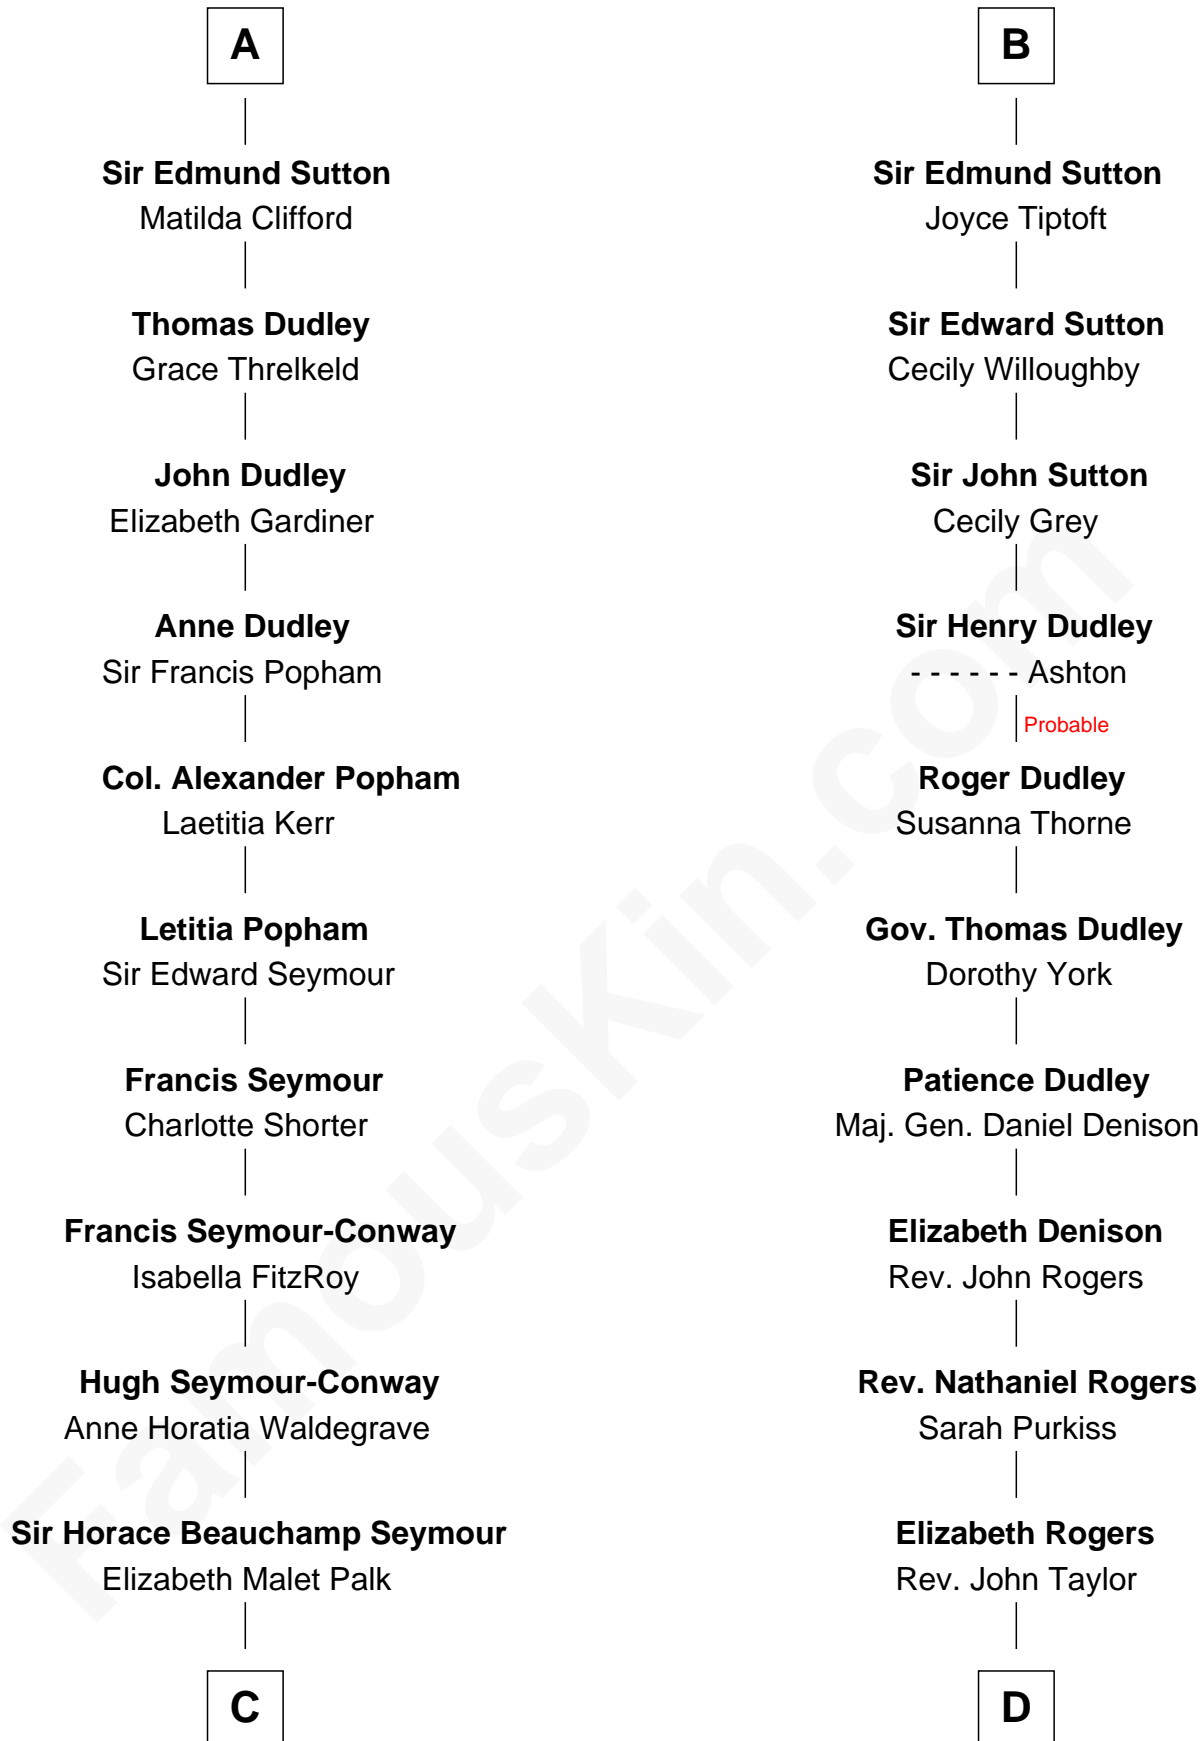 A
Sir Edmund Sutton
Matilda Clifford
Thomas Dudley
Grace Threlkeld
John Dudley
Elizabeth Gardiner
Anne Dudley
Sir Francis Popham
Col. Alexander Popham
Laetitia Kerr
Letitia Popham
Sir Edward Seymour
Francis Seymour
Charlotte Shorter
Francis Seymour-Conway
Isabella FitzRoy
Hugh Seymour-Conway
Anne Horatia Waldegrave
Sir Horace Beauchamp Seymour
Elizabeth Malet Palk
C
B
Sir Edmund Sutton
Joyce Tiptoft
Sir Edward Sutton
Cecily Willoughby
Sir John Sutton
Cecily Grey
Sir Henry Dudley
- - - - - - Ashton
Probable
Roger Dudley
Susanna Thorne
Gov. Thomas Dudley
Dorothy York
Patience Dudley
Maj. Gen. Daniel Denison
Elizabeth Denison
Rev. John Rogers
Rev. Nathaniel Rogers
Sarah Purkiss
Elizabeth Rogers
Rev. John Taylor
D
FamousKin.com